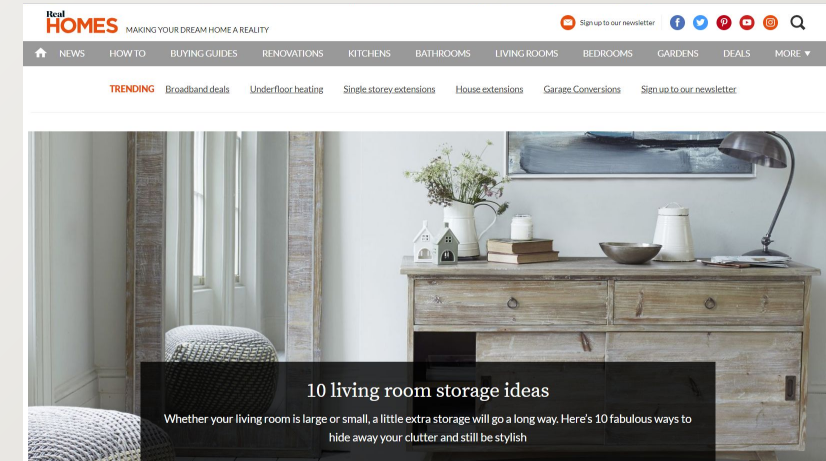 Real
HOMES
MAKING YOUR DREAM HOME A REALITY
Sign up to our newsletter
NEWS HOW TO BUYING GUIDES RENOVATIONS KITCHENS BATHROOMS LIVING ROOMS BEDROOMS GARDENS DEALS MORE
TRENDING Broadband deals Underfloor heating Single storey extensions House extensions Garage Conversions Sign up to our newsletter
10 living room storage ideas
Whether your living room is large or small, a little extra storage will go a long way. Here's 10 fabulous ways to
hide away your clutter and still be stylish